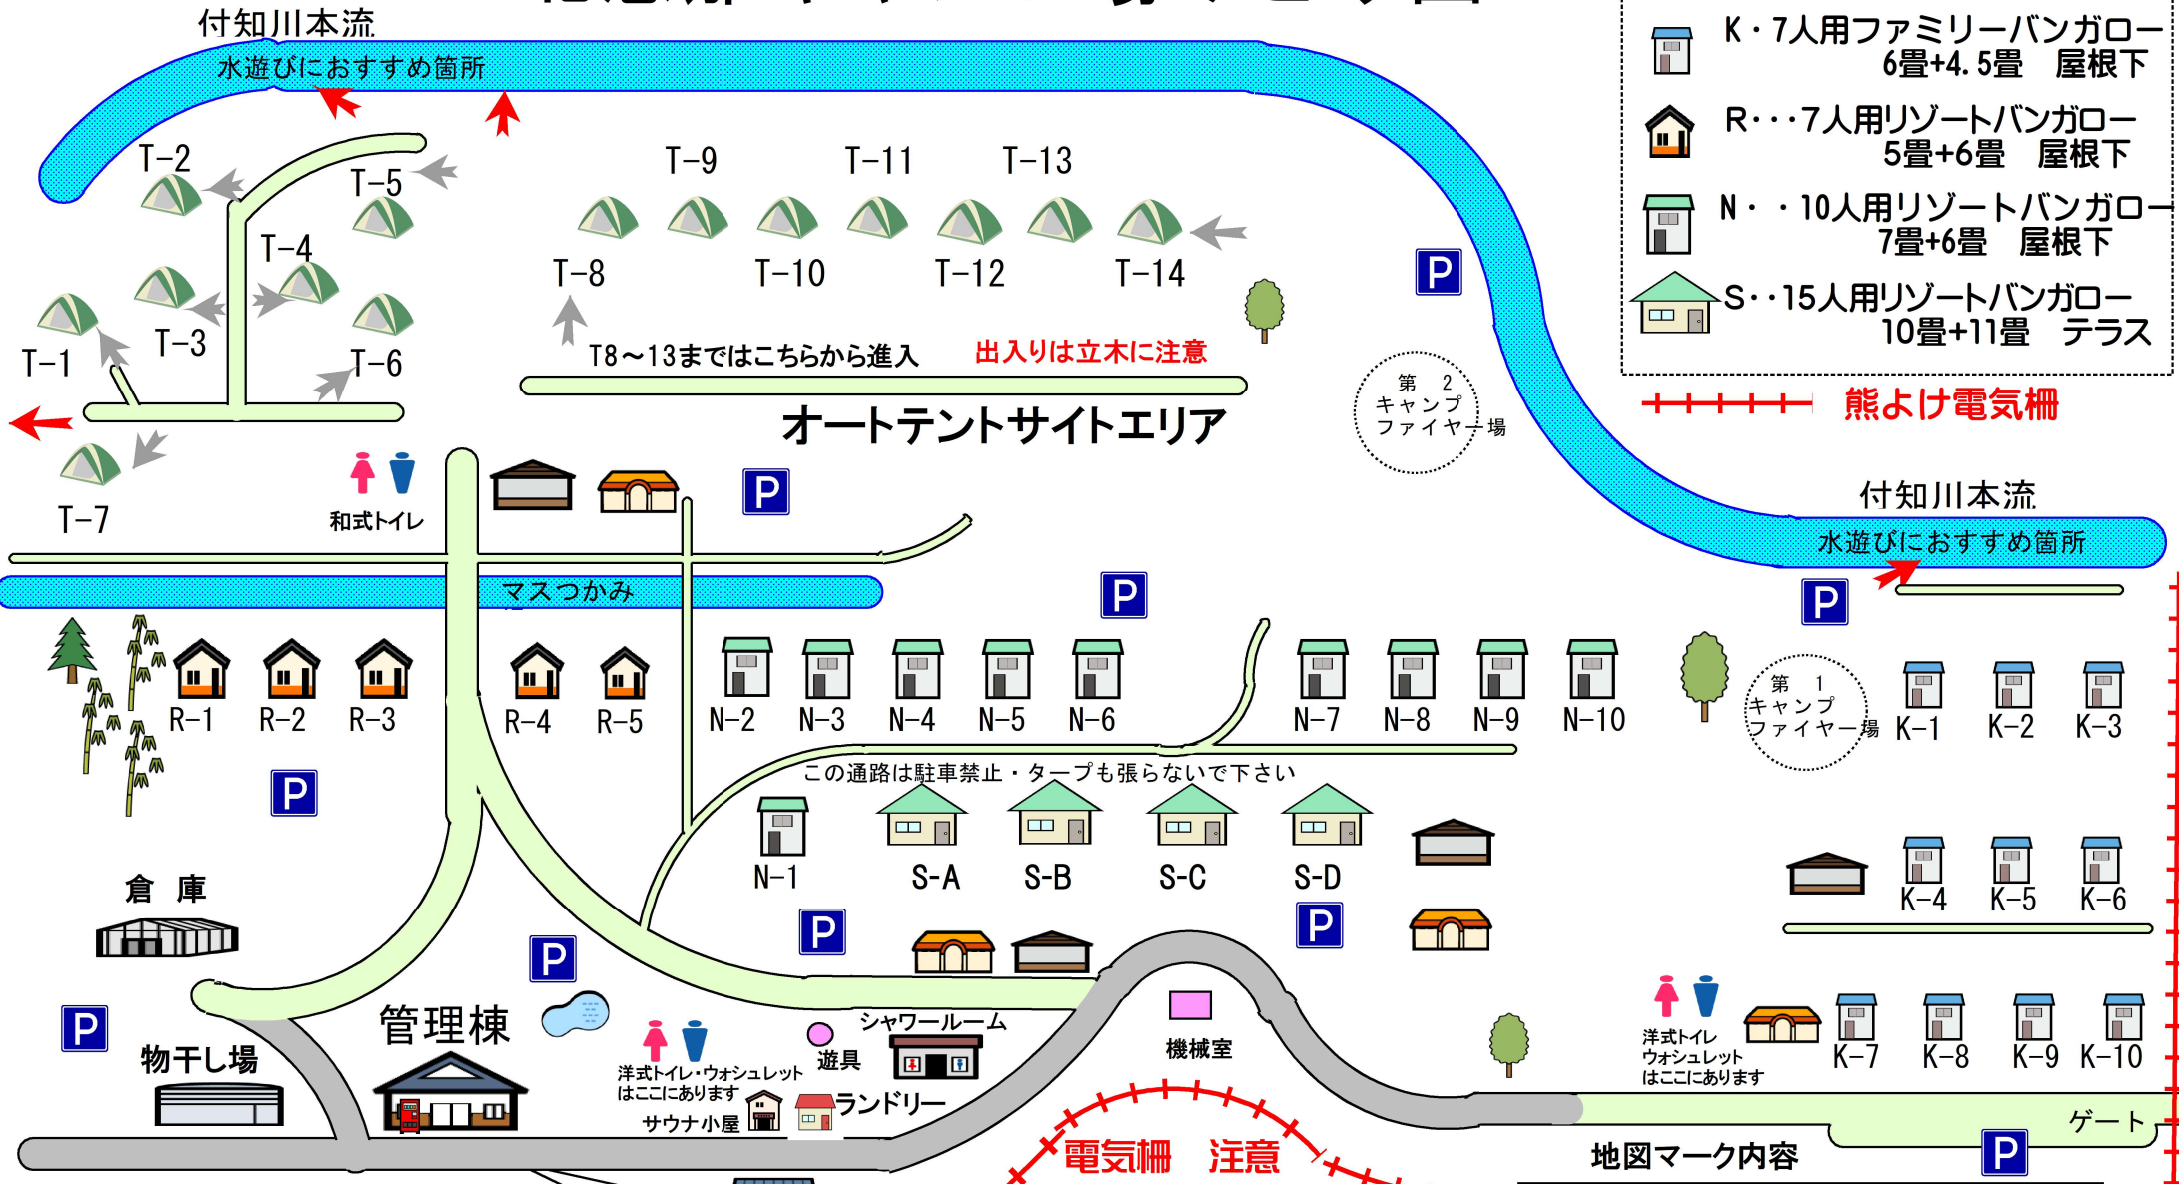 付知川本流
水遊びにおすすめ箇所
K・7人用ファミリーバンガロー
6畳+4.5畳　屋根下
R・・・7人用リゾートバンガロー
5畳+6畳　屋根下
N・・10人用リゾートバンガロー
7畳+6畳　屋根下
S・・15人用リゾートバンガロー
10畳+11畳　テラス
熊よけ電気柵
T-2
T-5
T-9
T-11
T-13
T-4
T-8
T-10
T-12
T-14
T-1
T-3
T-6
T8〜13まではこちらから進入
出入りは立木に注意
オートテントサイトエリア
P
第　2
キャンプ
ファイヤー場
T-7
和式トイレ
P
付知川本流
水遊びにおすすめ箇所
マスつかみ
P
P
R-1
R-2
R-3
R-4
R-5
N-2
N-3
N-4
N-5
N-6
N-7
N-8
N-9
N-10
第　1
キャンプ
ファイヤー場
K-1
K-2
K-3
この通路は駐車禁止・タープも張らないで下さい
P
N-1
S-A
S-B
S-C
S-D
倉 庫
K-4
K-5
K-6
P
P
P
P
管理棟
物干し場
洋式トイレ・ウォシュレット
はここにあります
サウナ小屋
遊具
シャワールーム
ランドリー
機械室
洋式トイレ
ウォシュレット
はここにあります
K-7
K-8
K-9
K-10
ゲート
電気柵　注意
地図マーク内容
P